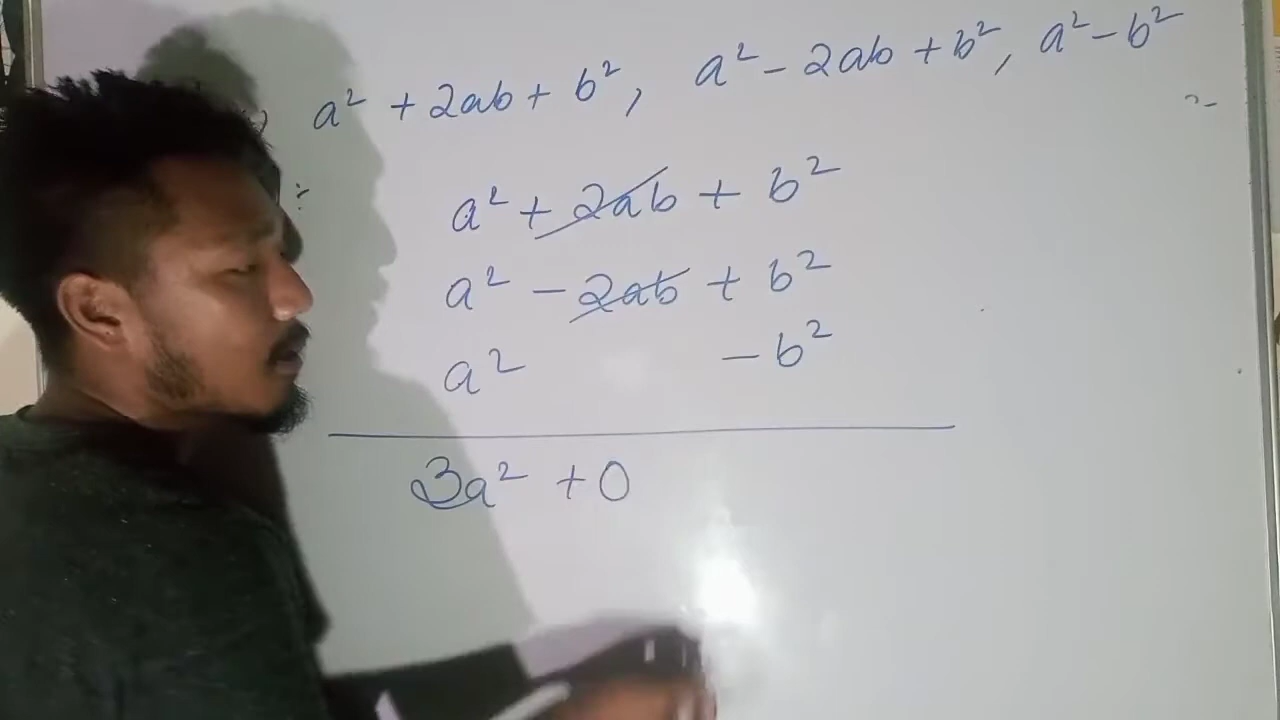 ) a² + 2ab + b², a² - 2ab + b², a² - b²
÷ a² + 2ab + b²
a² - 2ab + b²
a² - b²
3a² + 0